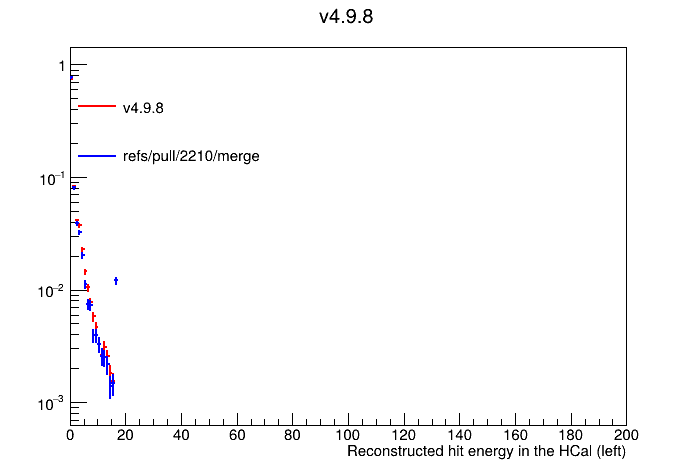 v4.9.8
1
10⁻¹
10⁻²
10⁻³
v4.9.8
refs/pull/2210/merge
0 20 40 60 80 100 120 140 160 180 200
Reconstructed hit energy in the HCal (left)